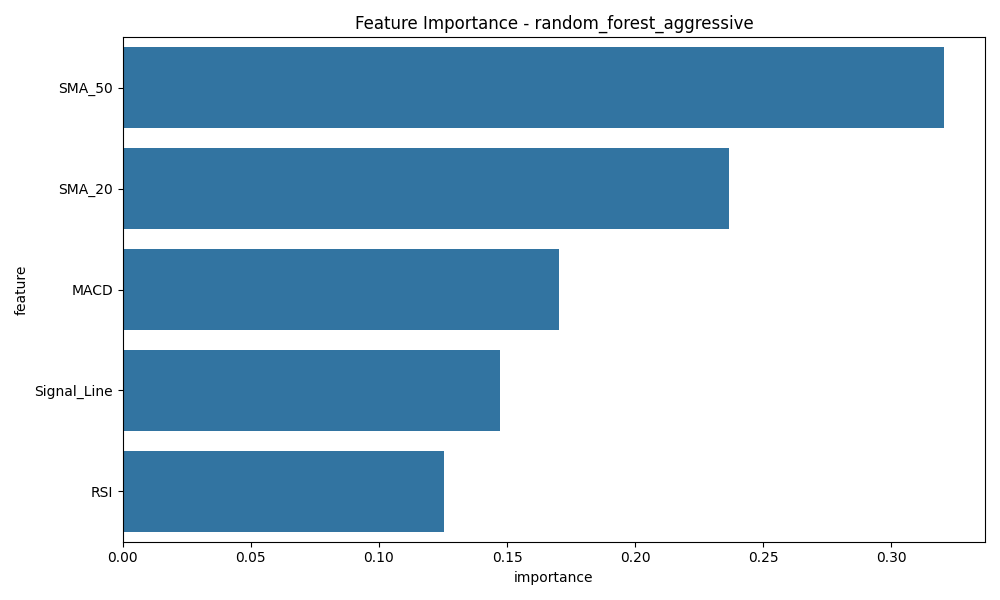 Feature Importance - random_forest_aggressive
feature
SMA_50
SMA_20
MACD
Signal_Line
RSI
0.00 0.05 0.10 0.15 0.20 0.25 0.30
importance